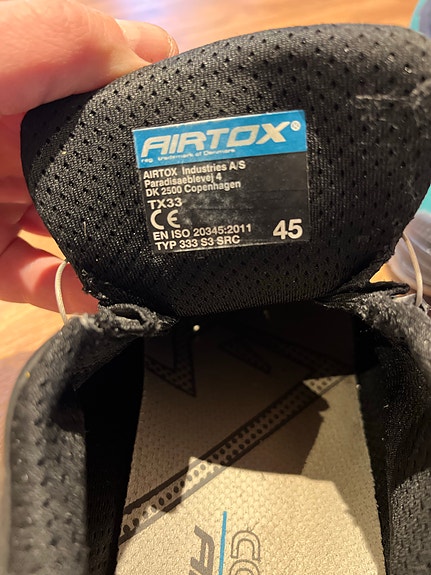 AIRTOX®
reg. trademark of Denmark
AIRTOX Industries A/S
Paradisaeblevej 4
DK 2500 Copenhagen
TX33
CE
EN ISO 20345:2011
TYP 333 S3 SRC
45